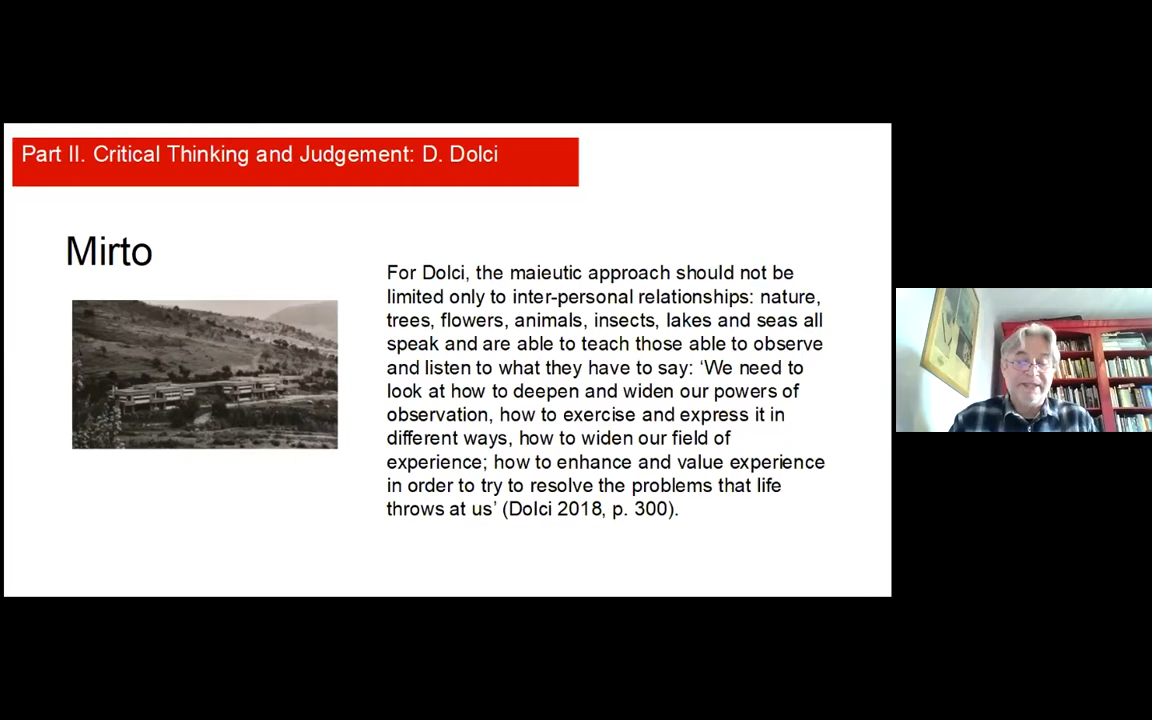 Part II. Critical Thinking and Judgement: D. Dolci
Mirto
For Dolci, the maieutic approach should not be
limited only to inter-personal relationships: nature,
trees, flowers, animals, insects, lakes and seas all
speak and are able to teach those able to observe
and listen to what they have to say: ‘We need to
look at how to deepen and widen our powers of
observation, how to exercise and express it in
different ways, how to widen our field of
experience; how to enhance and value experience
in order to try to resolve the problems that life
throws at us’ (Dolci 2018, p. 300).